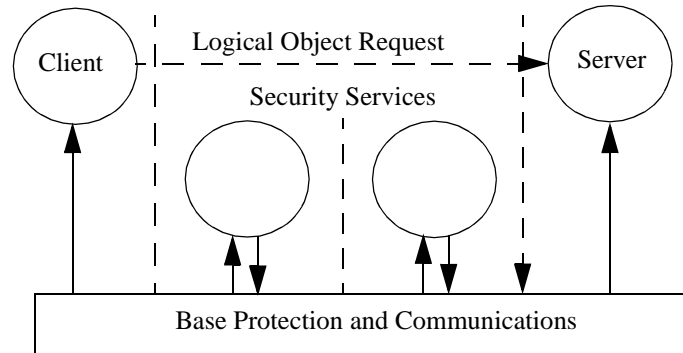 Logical Object Request
Client
Server
Security Services
Base Protection and Communications